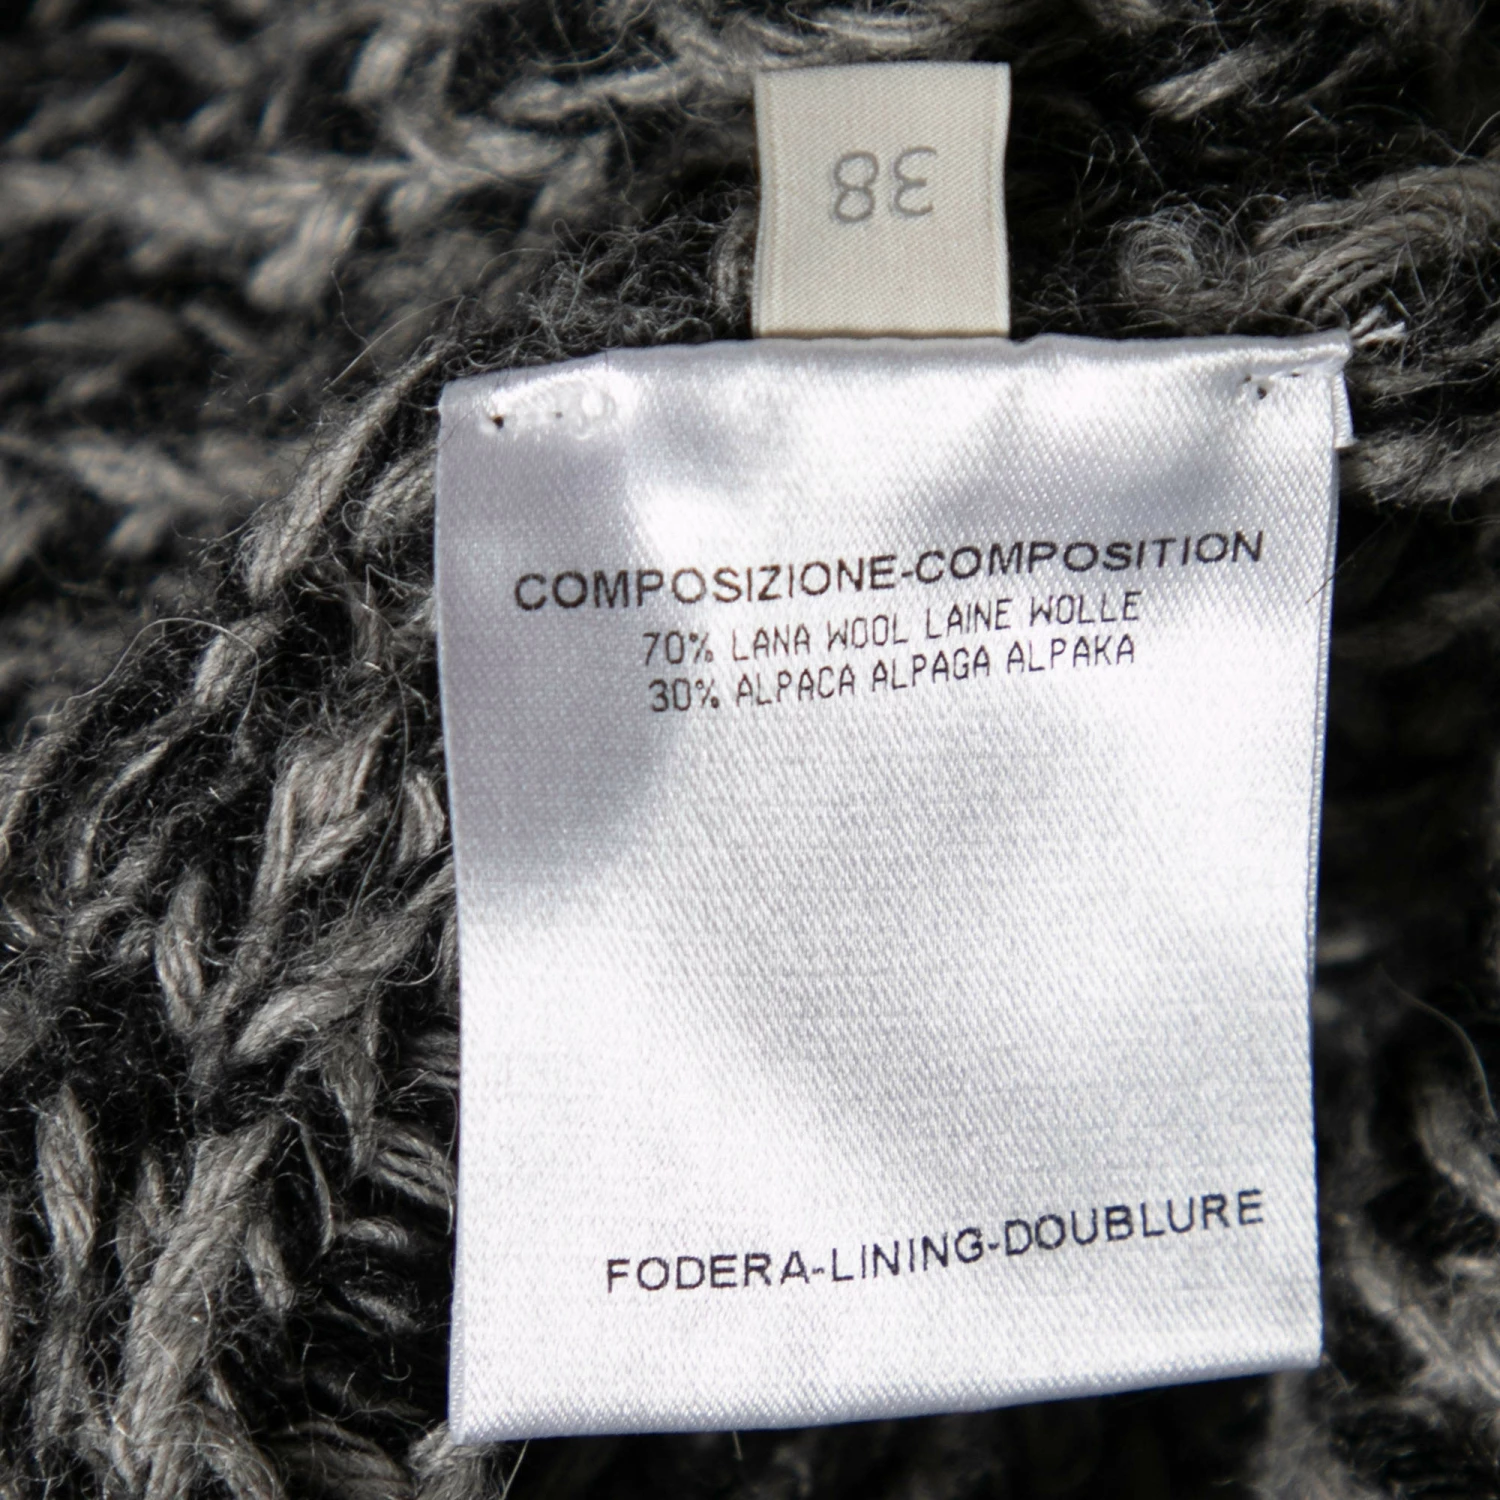 38
COMPOSIZIONE-COMPOSITION
70% LANA WOOL LAINE WOLLE
30% ALPACA ALPAGA ALPAKA
FODERA-LINING-DOUBLURE